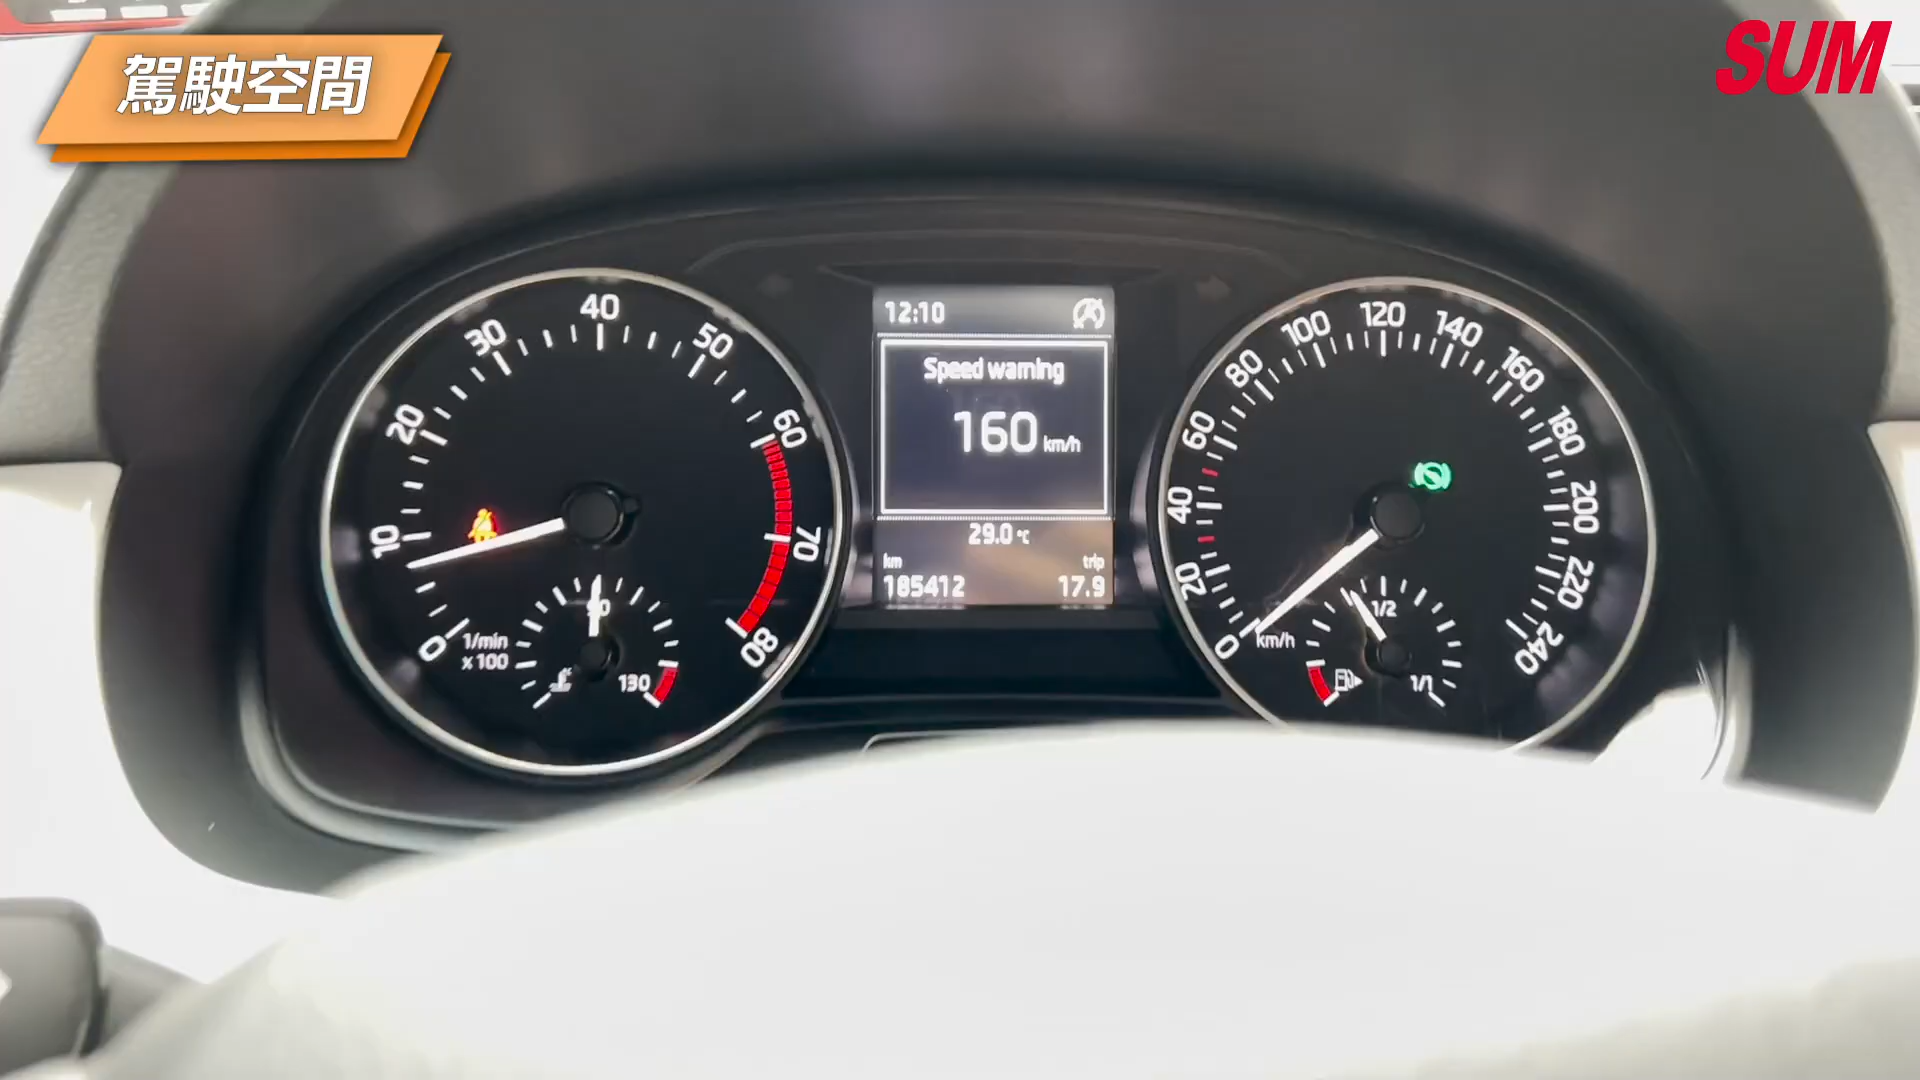 駕駛空間
SUM
12:10
Speed warning
160 km/h
29.0 °C
km
trip
185412
17.9
0
10
20
30
40
50
60
70
80
1/min
x 100
90
130
0
20
40
60
80
100
120
140
160
180
200
220
240
km/h
1/2
1/1